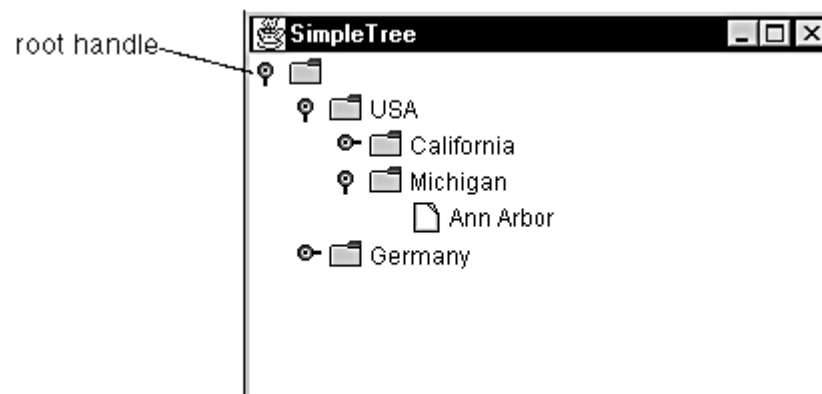 SimpleTree
root handle
USA
California
Michigan
Ann Arbor
Germany